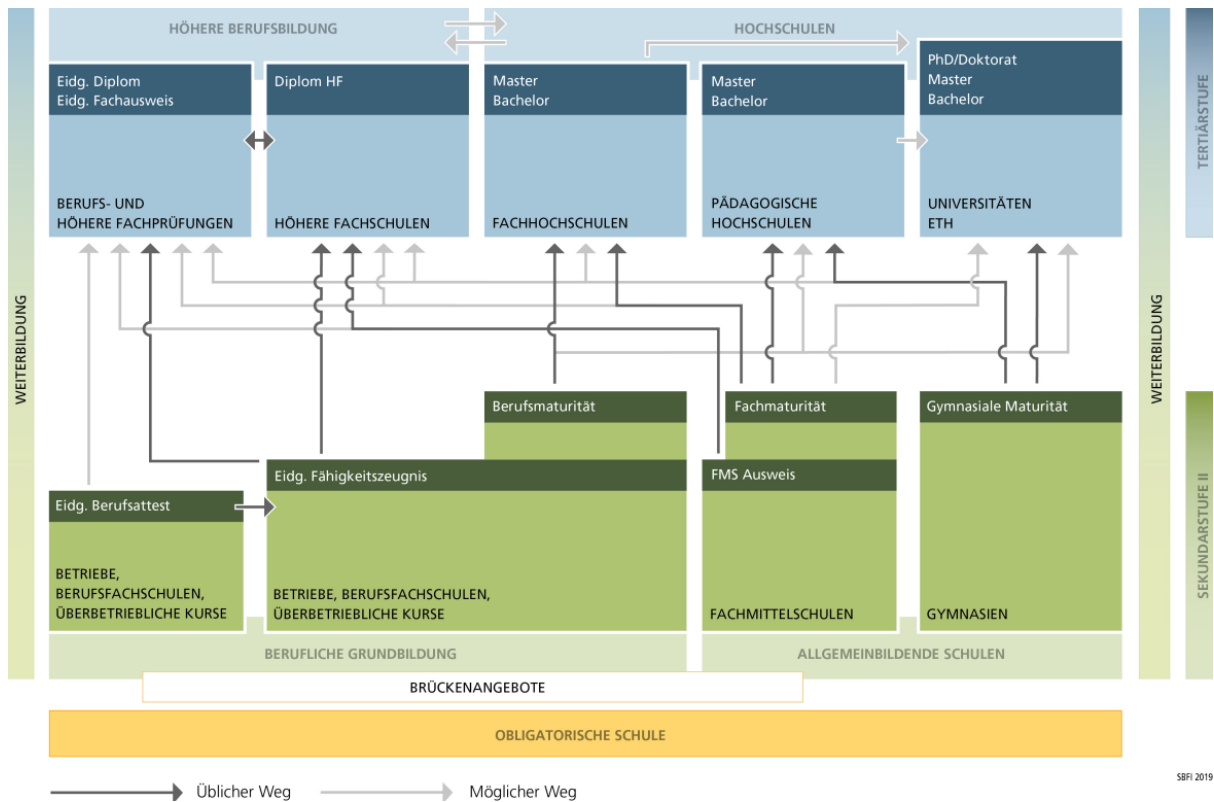 HÖHERE BERUFSBILDUNG
HOCHSCHULEN
Eidg. Diplom
Eidg. Fachausweis
Diplom HF
Master
Bachelor
Master
Bachelor
PhD/Doktorat
Master
Bachelor
BERUFS- UND
HÖHERE FACHPRÜFUNGEN
HÖHERE FACHSCHULEN
FACHHOCHSCHULEN
PÄDAGOGISCHE
HOCHSCHULEN
UNIVERSITÄTEN
ETH
TERTIÄRSTUFE
WEITERBILDUNG
WEITERBILDUNG
Berufsmaturität
Fachmaturität
Gymnasiale Maturität
Eidg. Fähigkeitszeugnis
FMS Ausweis
Eidg. Berufsattest
SEKUNDARSTUFE II
BETRIEBE,
BERUFSFACHSCHULEN,
ÜBERBETRIEBLICHE KURSE
BETRIEBE, BERUFSFACHSCHULEN,
ÜBERBETRIEBLICHE KURSE
FACHMITTELSCHULEN
GYMNASIEN
BERUFLICHE GRUNDBILDUNG
ALLGEMEINBILDENDE SCHULEN
BRÜCKENANGEBOTE
OBLIGATORISCHE SCHULE
SBFI 2019
Üblicher Weg
Möglicher Weg